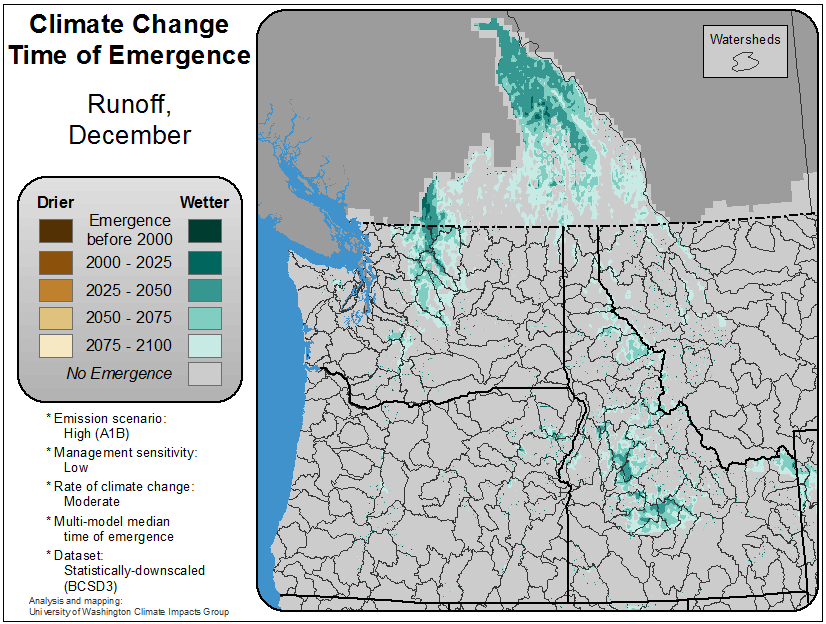 Climate Change
Time of Emergence
Runoff,
December
Drier
Wetter
Emergence
before 2000
2000 - 2025
2025 - 2050
2050 - 2075
2075 - 2100
No Emergence
* Emission scenario:
High (A1B)
* Management sensitivity:
Low
* Rate of climate change:
Moderate
* Multi-model median
time of emergence
* Dataset:
Statistically-downscaled
(BCSD3)
Analysis and mapping:
University of Washington Climate Impacts Group
Watersheds